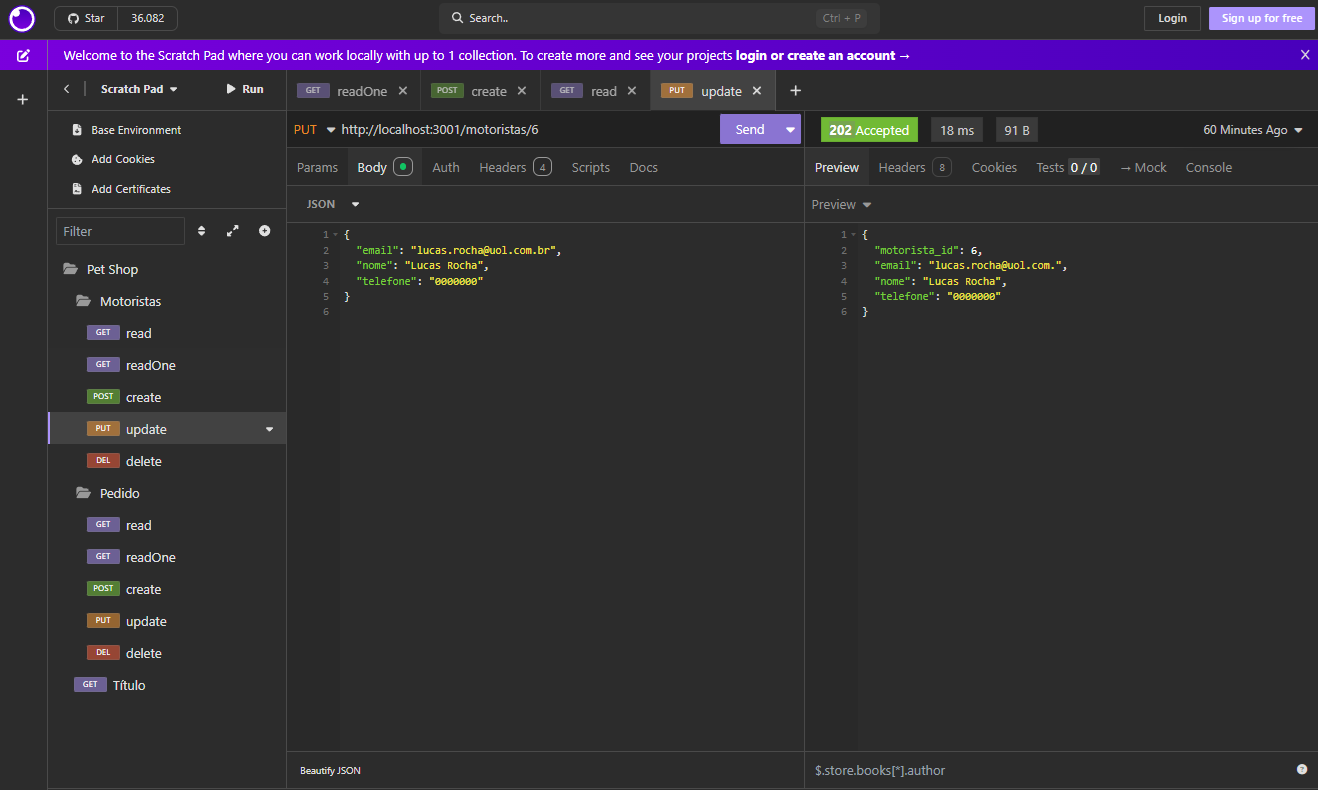 Star 36.082 Search.. Ctrl + P Login Sign up for free
Welcome to the Scratch Pad where you can work locally with up to 1 collection. To create more and see your projects login or create an account →
Scratch Pad Run
Base Environment
Add Cookies
Add Certificates
Filter
Pet Shop
Motoristas
GET read
GET readOne
POST create
PUT update
DEL delete
Pedido
GET read
GET readOne
POST create
PUT update
DEL delete
GET Título
GET readOne POST create GET read PUT update
PUT http://localhost:3001/motoristas/6 Send
Params Body Auth Headers 4 Scripts Docs
JSON
1 {
2 "email": "lucas.rocha@uol.com.br",
3 "nome": "Lucas Rocha",
4 "telefone": "0000000"
5 }
6
Beautify JSON
202 Accepted 18 ms 91 B 60 Minutes Ago
Preview Headers 8 Cookies Tests 0 / 0 → Mock Console
Preview
1 {
2 "motorista_id": 6,
3 "email": "lucas.rocha@uol.com.",
4 "nome": "Lucas Rocha",
5 "telefone": "0000000"
6 }
$.store.books[*].author